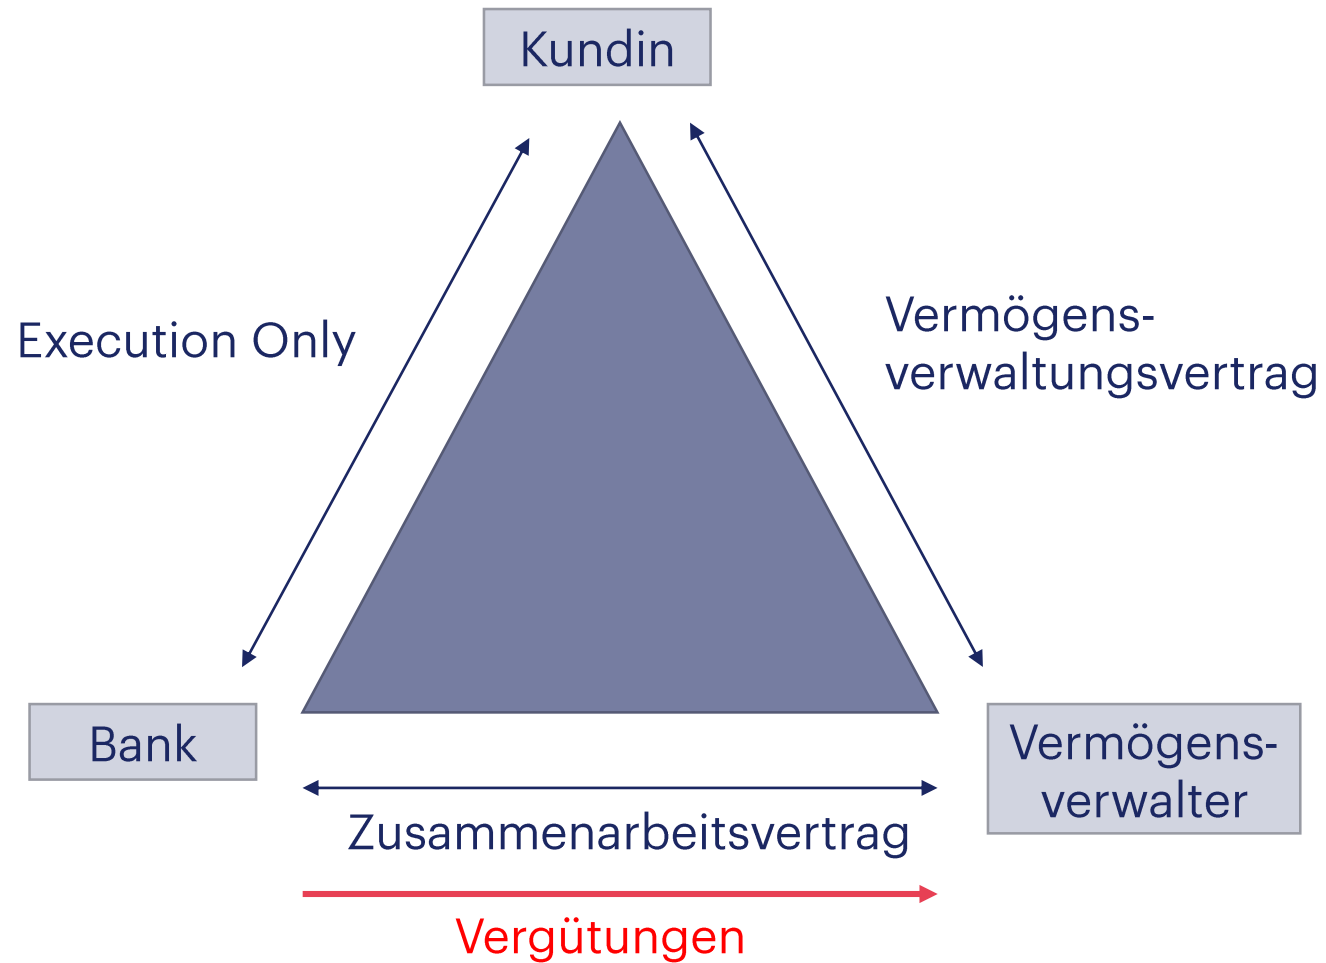 Kundin
Execution Only
Vermögens-
verwaltungsvertrag
Bank
Vermögens-
verwalter
Zusammenarbeitsvertrag
Vergütungen